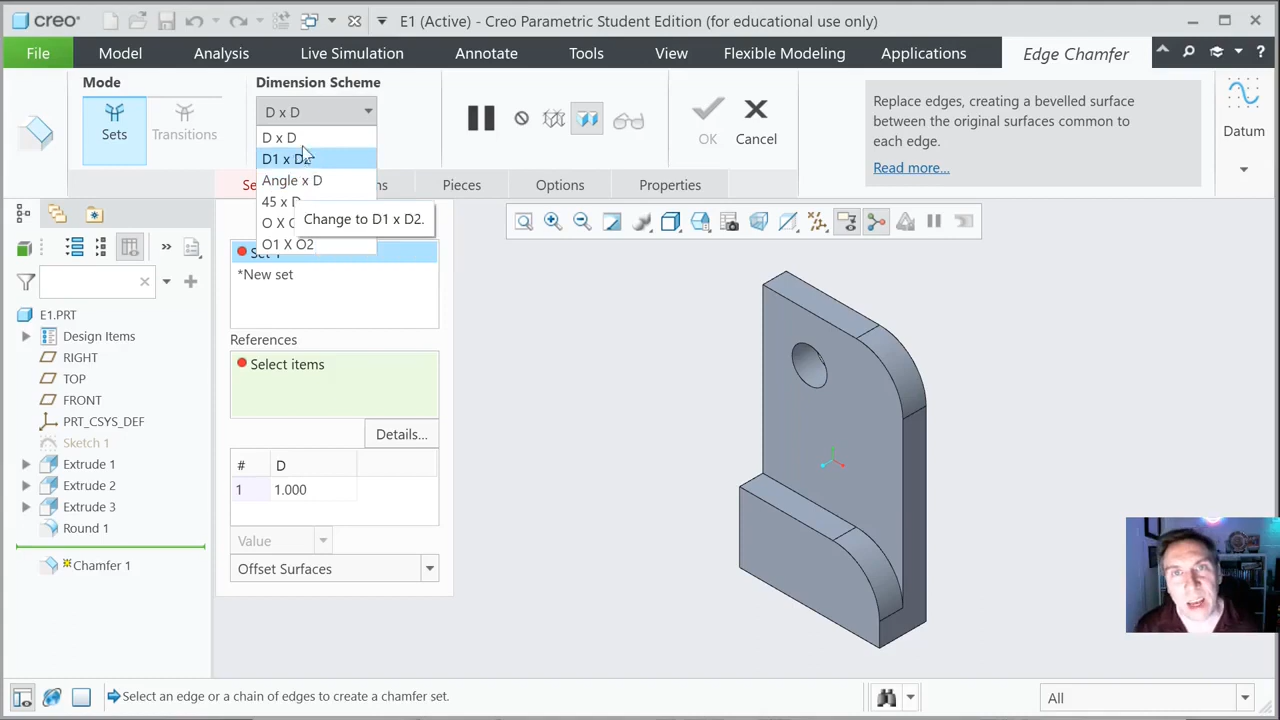 creo®
E1 (Active) - Creo Parametric Student Edition (for educational use only)
File
Model
Analysis
Live Simulation
Annotate
Tools
View
Flexible Modeling
Applications
Edge Chamfer
Mode
Sets
Transitions
Dimension Scheme
D x D
D x D
D1 x D2
Angle x D
45 x D
O1 X O2
Change to D1 x D2.
OK
Cancel
Replace edges, creating a bevelled surface
between the original surfaces common to
each edge.
Read more...
Datum
Pieces
Options
Properties
Set 1
*New set
References
Select items
Details...
# D
1 1.000
Value
Offset Surfaces
E1.PRT
Design Items
RIGHT
TOP
FRONT
PRT_CSYS_DEF
Sketch 1
Extrude 1
Extrude 2
Extrude 3
Round 1
Chamfer 1
Select an edge or a chain of edges to create a chamfer set.
All